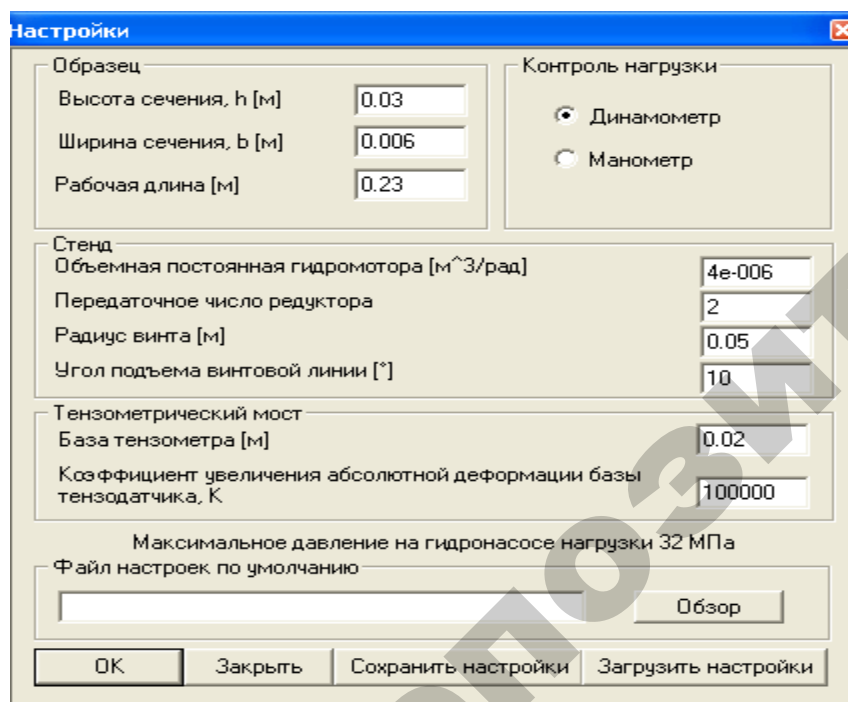 Настройки
Образец
Высота сечения, h [м] 0.03
Ширина сечения, b [м] 0.006
Рабочая длина [м] 0.23
Контроль нагрузки
Динамометр
Манометр
Стенд
Объемная постоянная гидромотора [м^3/рад] 4e-006
Передаточное число редуктора 2
Радиус винта [м] 0.05
Угол подъема винтовой линии [°] 10
Тензометрический мост
База тензометра [м] 0.02
Коэффициент увеличения абсолютной деформации базы
тензодатчика, K 100000
Максимальное давление на гидронасосе нагрузки 32 МПа
Файл настроек по умолчанию
Обзор
OK Закрыть Сохранить настройки Загрузить настройки